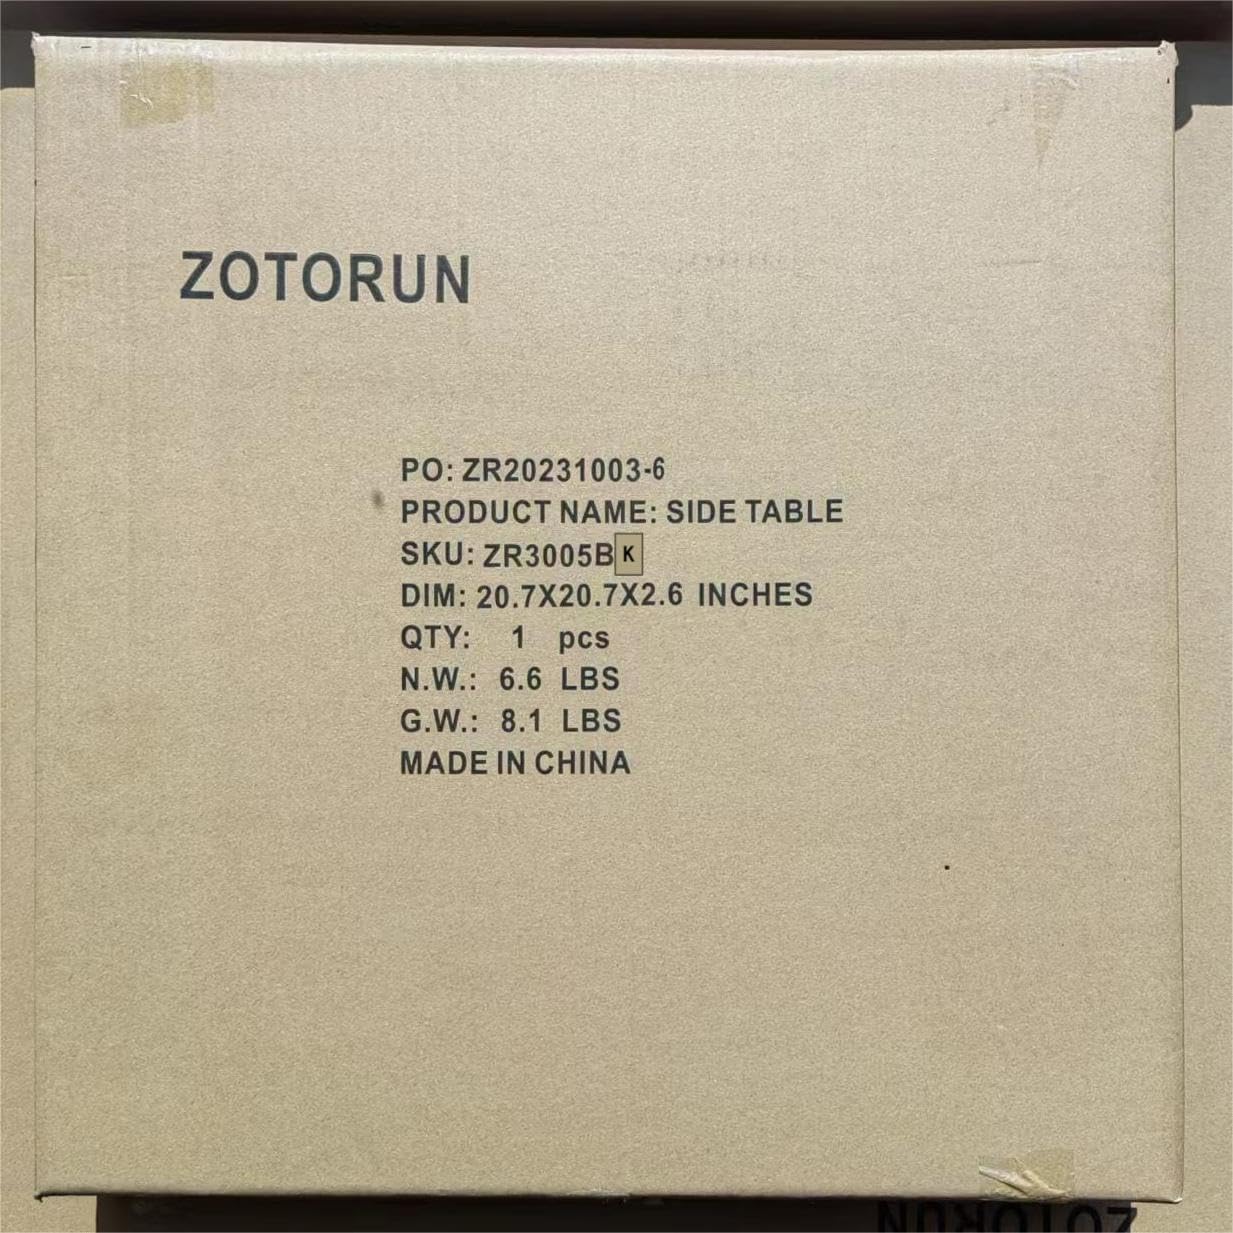 ZOTORUN
PO: ZR20231003-6
PRODUCT NAME: SIDE TABLE
SKU: ZR3005BK
DIM: 20.7X20.7X2.6 INCHES
QTY: 1 pcs
N.W.: 6.6 LBS
G.W.: 8.1 LBS
MADE IN CHINA
ZOTORUN